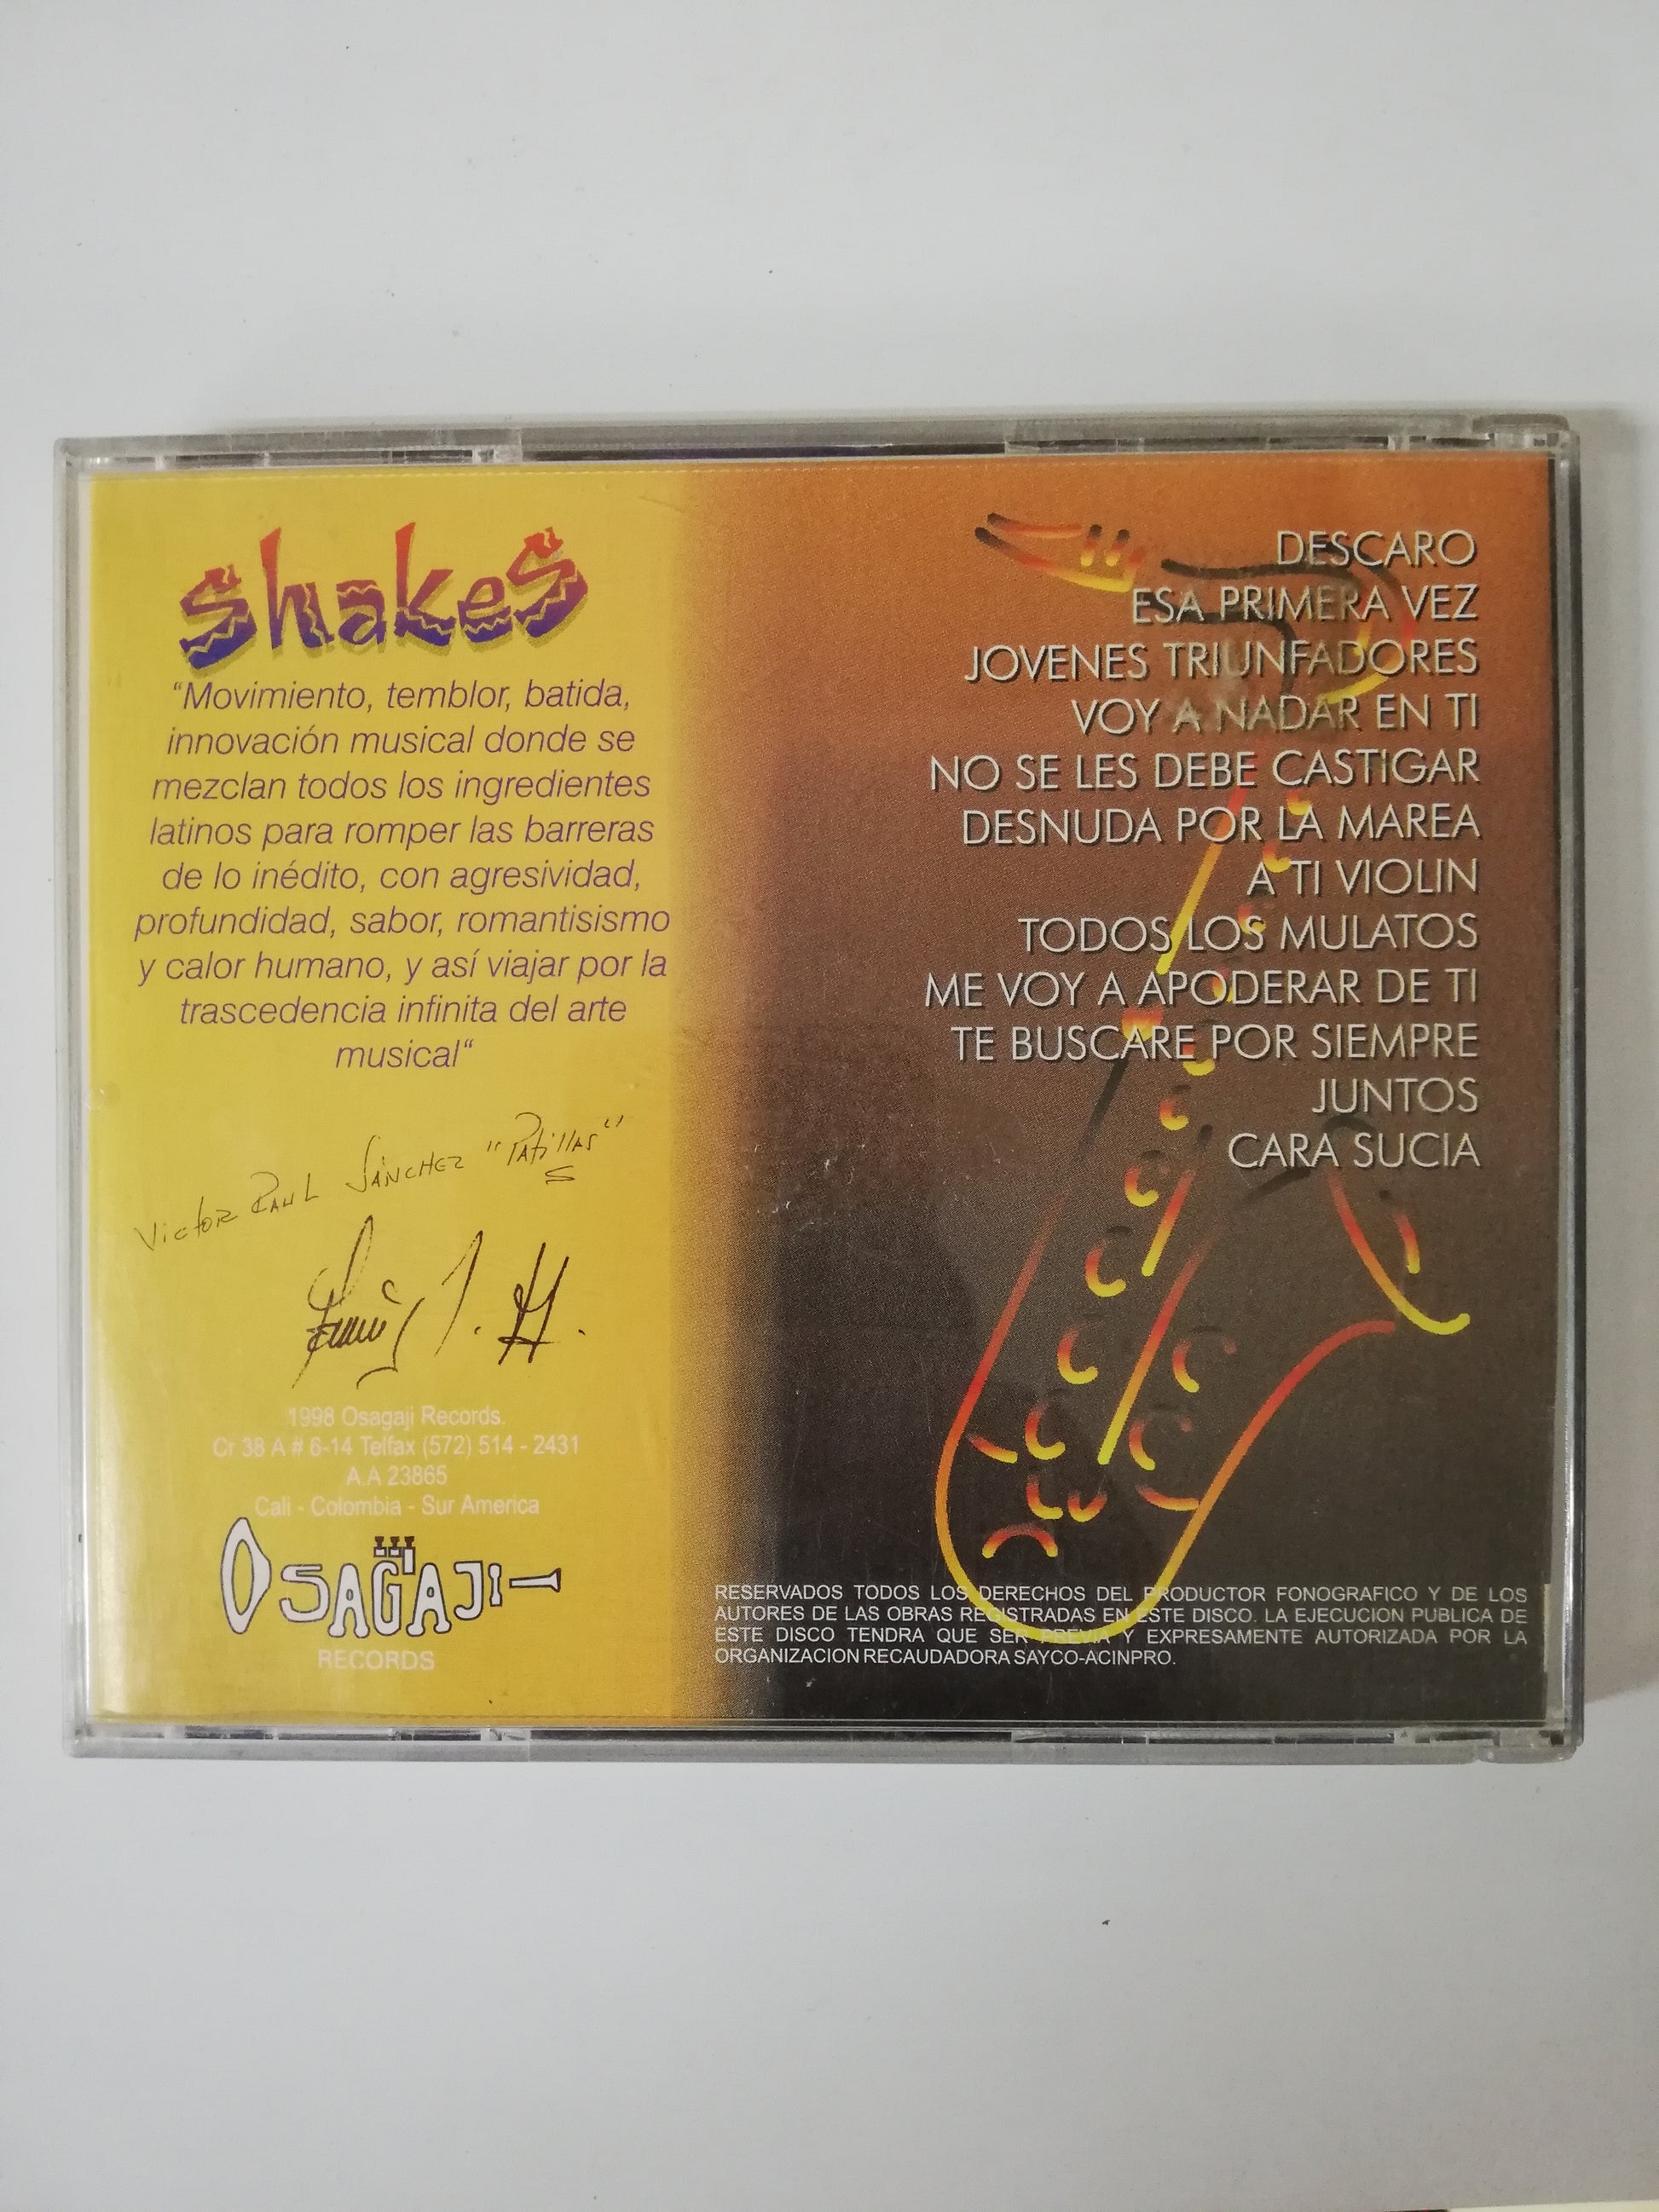 shakes
“Movimiento, temblor, batida,
innovación musical donde se
mezclan todos los ingredientes
latinos para romper las barreras
de lo inédito, con agresividad,
profundidad, sabor, romantisismo
y calor humano, y así viajar por la
trascedencia infinita del arte
musical“
Victor Raul Sánchez "Patillas"
1998 Osagaji Records.
Cr 38 A # 6-14 Telfax (572) 514 - 2431
A.A 23865
Cali - Colombia - Sur America
OSAGAJI
RECORDS
DESCARO
ESA PRIMERA VEZ
JOVENES TRIUNFADORES
VOY A NADAR EN TI
NO SE LES DEBE CASTIGAR
DESNUDA POR LA MAREA
A TI VIOLIN
TODOS LOS MULATOS
ME VOY A APODERAR DE TI
TE BUSCARE POR SIEMPRE
JUNTOS
CARA SUCIA
RESERVADOS TODOS LOS DERECHOS DEL PRODUCTOR FONOGRAFICO Y DE LOS
AUTORES DE LAS OBRAS REGISTRADAS EN ESTE DISCO. LA EJECUCION PUBLICA DE
ESTE DISCO TENDRA QUE SER PREVIA Y EXPRESAMENTE AUTORIZADA POR LA
ORGANIZACION RECAUDADORA SAYCO-ACINPRO.